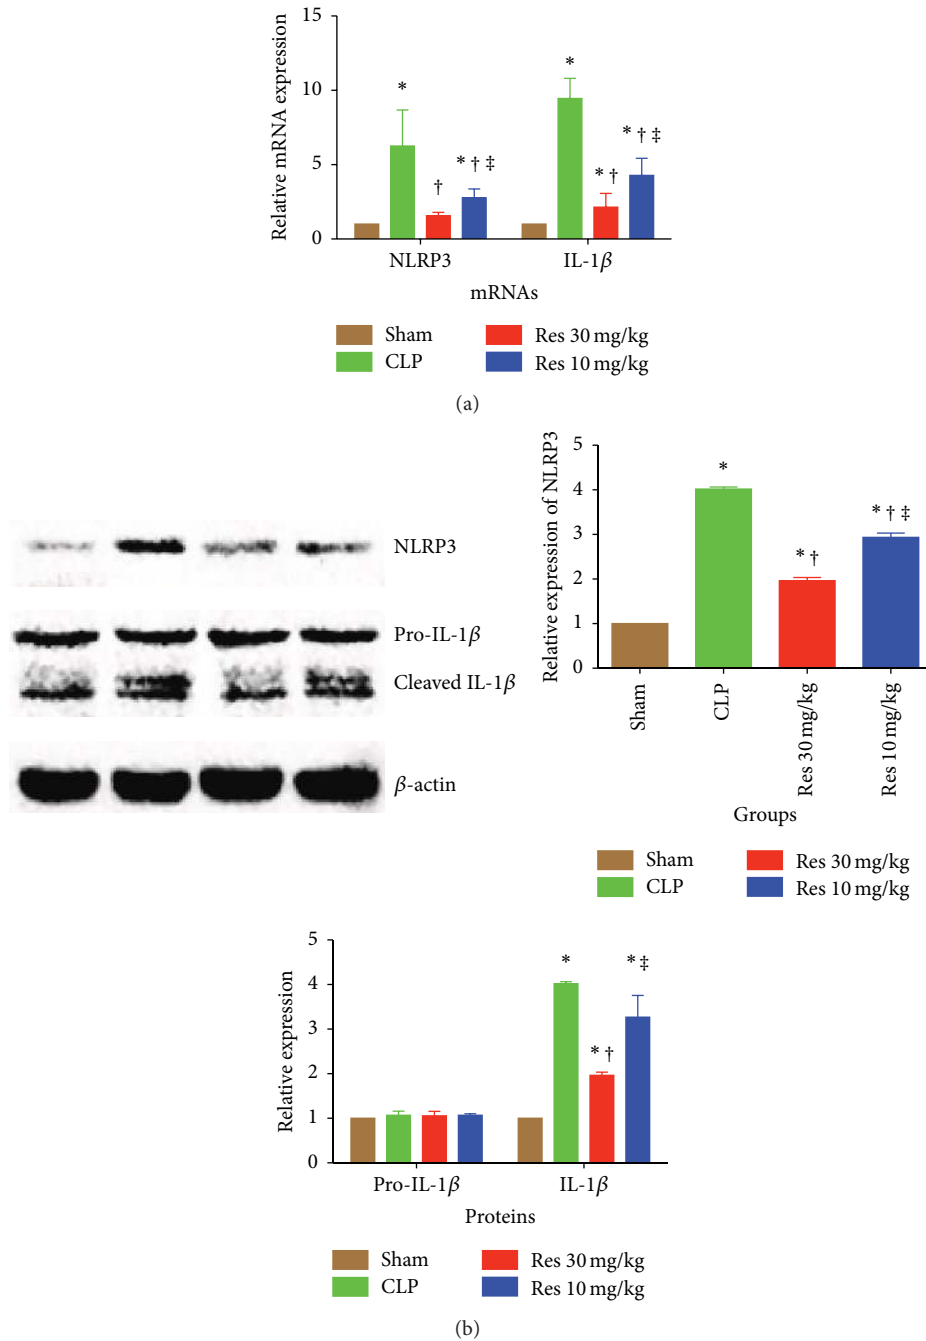 15
10
5
0
Relative mRNA expression
*
* † ‡
†
*
* †
* † ‡
NLRP3 IL-1β
mRNAs
Sham Res 30 mg/kg
CLP Res 10 mg/kg
(a)
NLRP3
Pro-IL-1β
Cleaved IL-1β
β-actin
5
4
3
2
1
0
Relative expression of NLRP3
*
* †
* † ‡
Sham
CLP
Res 30 mg/kg
Res 10 mg/kg
Groups
Sham Res 30 mg/kg
CLP Res 10 mg/kg
5
4
3
2
1
0
Relative expression
*
* †
* ‡
Pro-IL-1β IL-1β
Proteins
Sham Res 30 mg/kg
CLP Res 10 mg/kg
(b)